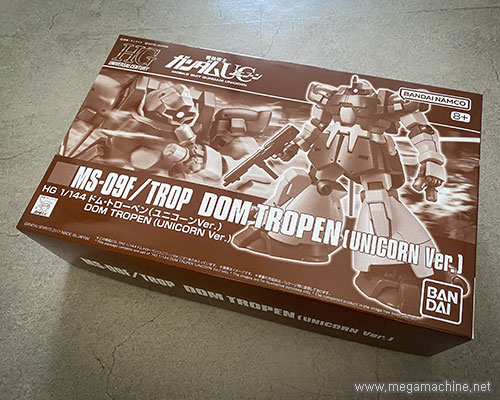 HG
UNIVERSAL CENTURY
機動戦士
ガンダムUC
MOBILE SUIT GUNDAM UNICORN
BANDAI NAMCO
8+
MS-09F/TROP DOM TROPEN (UNICORN Ver.)
HG 1/144 ドム・トローペン(ユニコーンVer.)
DOM TROPEN (UNICORN Ver.)
BANDAI
MS-09F/TROP DOM TROPEN (UNICORN Ver.)
www.megamachine.net